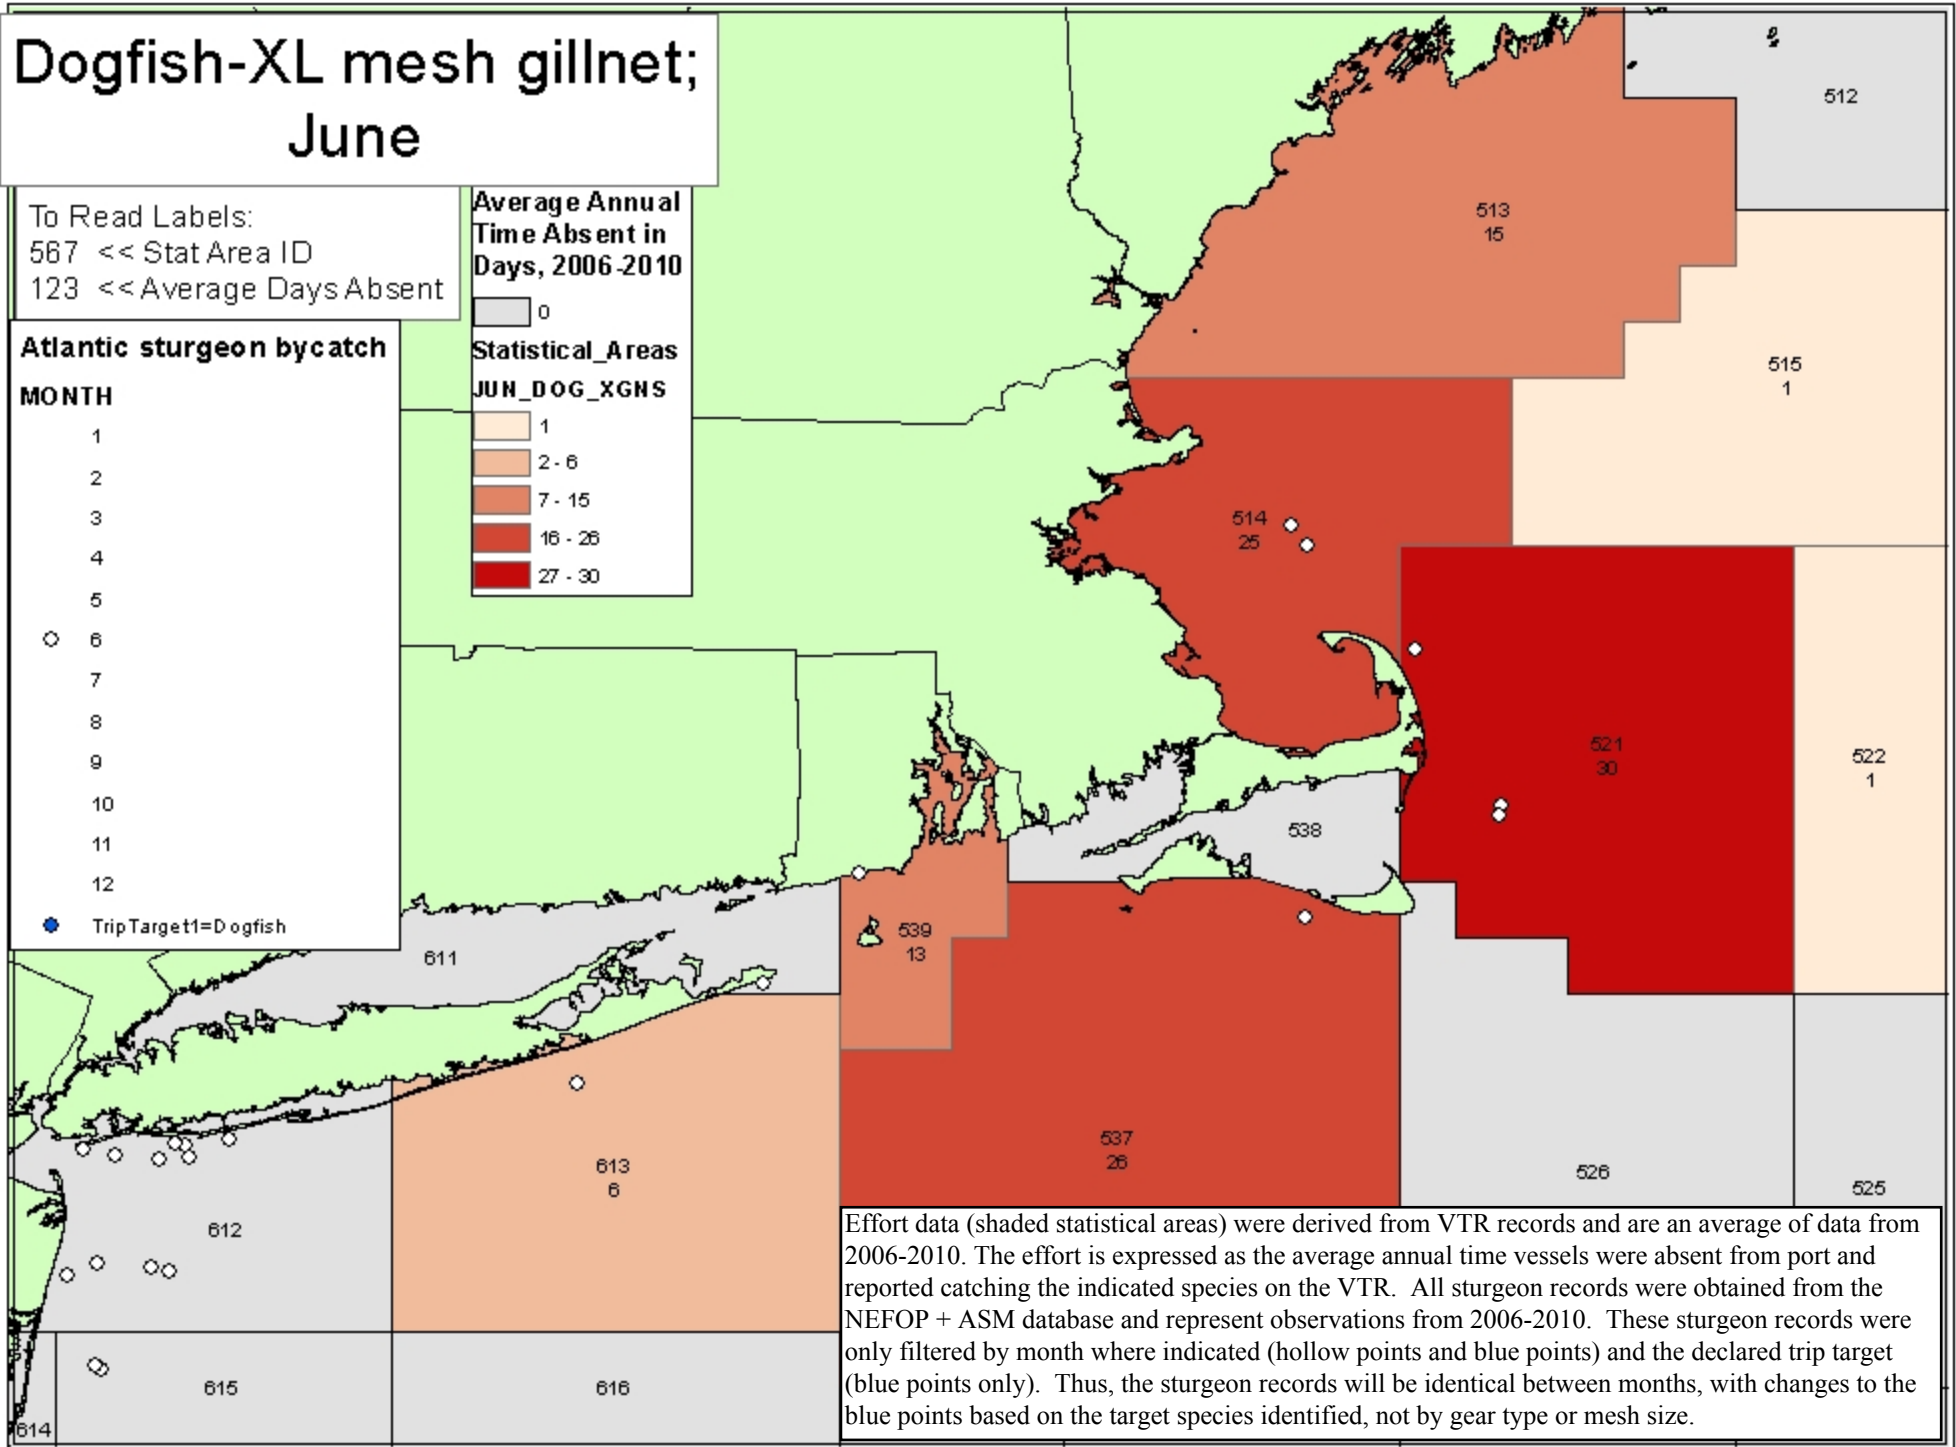 Dogfish-XL mesh gillnet;
June
To Read Labels:
567 << Stat Area ID
123 << Average Days Absent
Average Annual
Time Absent in
Days, 2006-2010
0
Statistical_Areas
JUN_DOG_XGNS
1
2 - 6
7 - 15
16 - 26
27 - 30
Atlantic sturgeon bycatch
MONTH
1
2
3
4
5
6
7
8
9
10
11
12
TripTarget1=Dogfish
512
513
15
515
1
514
25
521
30
522
1
538
539
13
611
537
26
613
6
526
525
612
615
616
614
Effort data (shaded statistical areas) were derived from VTR records and are an average of data from
2006-2010. The effort is expressed as the average annual time vessels were absent from port and
reported catching the indicated species on the VTR.  All sturgeon records were obtained from the
NEFOP + ASM database and represent observations from 2006-2010.  These sturgeon records were
only filtered by month where indicated (hollow points and blue points) and the declared trip target
(blue points only).  Thus, the sturgeon records will be identical between months, with changes to the
blue points based on the target species identified, not by gear type or mesh size.